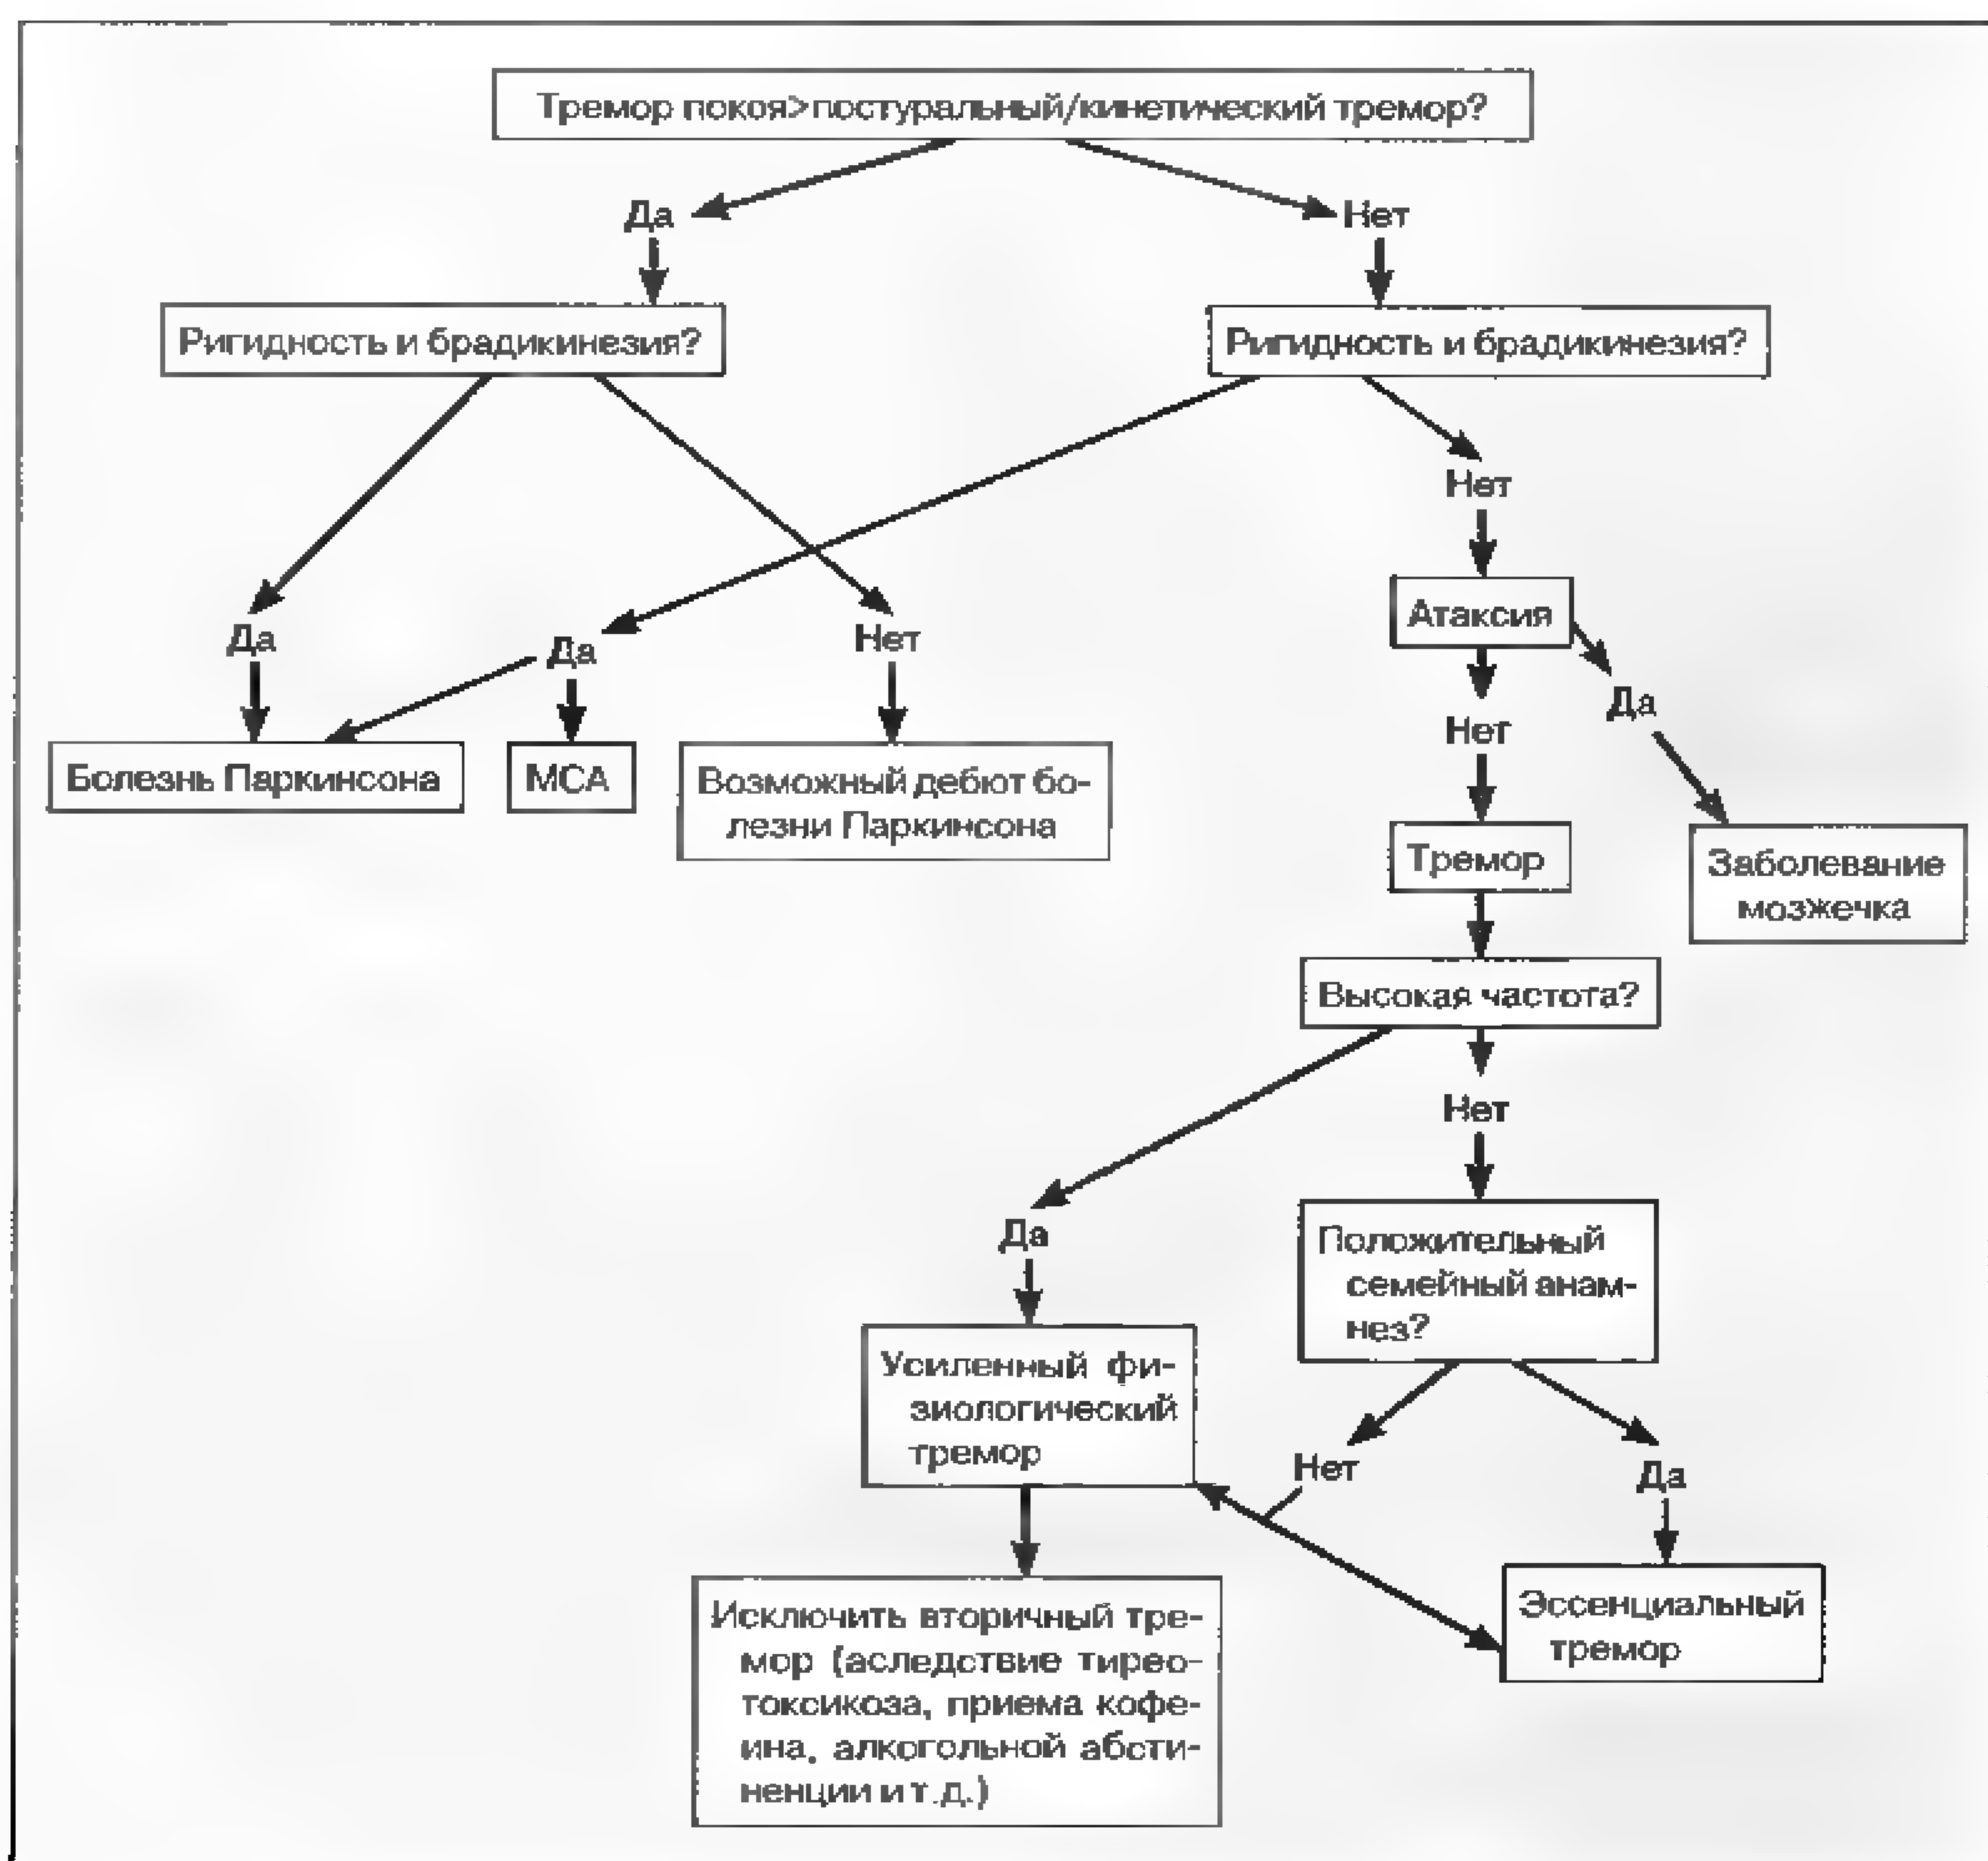 Тремор покоя>постуральный/кинетический тремор?
Да
Нет
Ригидность и брадикинезия?
Ригидность и брадикинезия?
Нет
Атаксия
Да
Да
Нет
Да
Нет
Болезнь Паркинсона
МСА
Возможный дебют бо-
лезни Паркинсона
Тремор
Заболевание
мозжечка
Высокая частота?
Нет
Да
Положительный
семейный анам-
нез?
Усиленный фи-
зиологический
тремор
Нет
Да
Исключить вторичный тре-
мор (аследствие тирео-
токсикоза, приема кофе-
ина, алкогольной абсти-
ненции и т.д.)
Эссенциальный
тремор